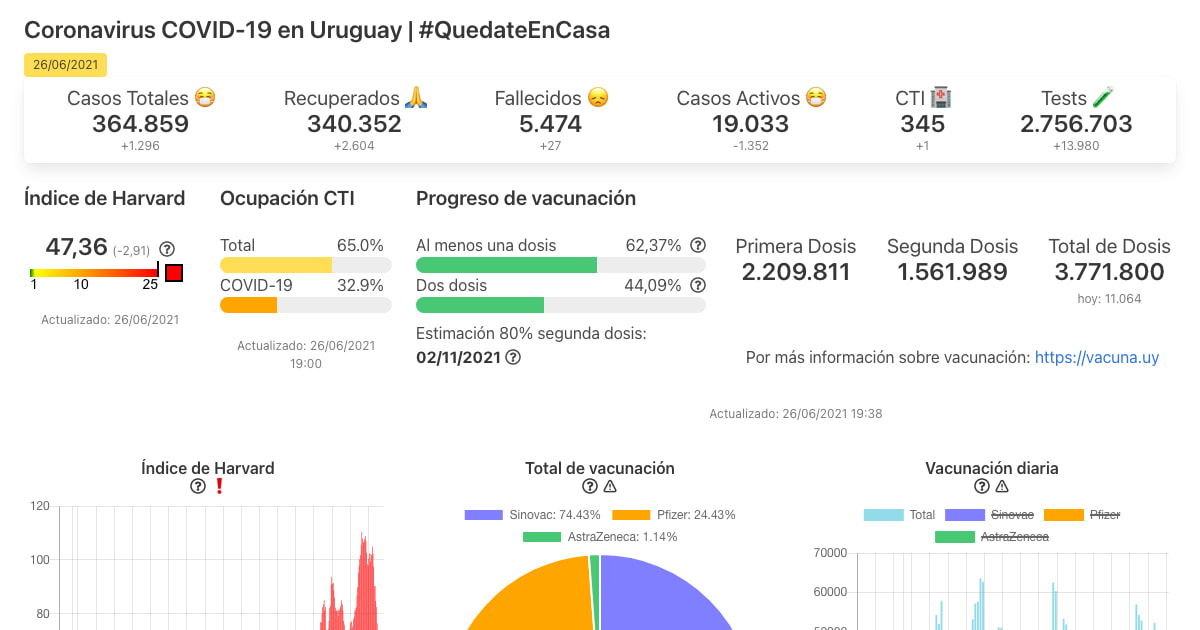 Coronavirus COVID-19 en Uruguay | #QuedateEnCasa
26/06/2021
Casos Totales 😷 Recuperados 🙏 Fallecidos 😞 Casos Activos 😷 CTI 🏥 Tests 🧪
364.859 340.352 5.474 19.033 345 2.756.703
+1.296 +2.604 +27 -1.352 +1 +13.980
Índice de Harvard
47,36 (-2,91) ?
1 10 25
Actualizado: 26/06/2021
Ocupación CTI
Total 65.0%
COVID-19 32.9%
Actualizado: 26/06/2021
19:00
Progreso de vacunación
Al menos una dosis 62,37% ?
Dos dosis 44,09% ?
Estimación 80% segunda dosis:
02/11/2021 ?
Primera Dosis Segunda Dosis Total de Dosis
2.209.811 1.561.989 3.771.800
hoy: 11.064
Por más información sobre vacunación: https://vacuna.uy
Actualizado: 26/06/2021 19:38
Índice de Harvard
? ❗
120
100
80
Total de vacunación
? ⚠
Sinovac: 74.43% Pfizer: 24.43%
AstraZeneca: 1.14%
Vacunación diaria
? ⚠
Total Sinovac Pfizer
AstraZeneca
70000
60000
50000